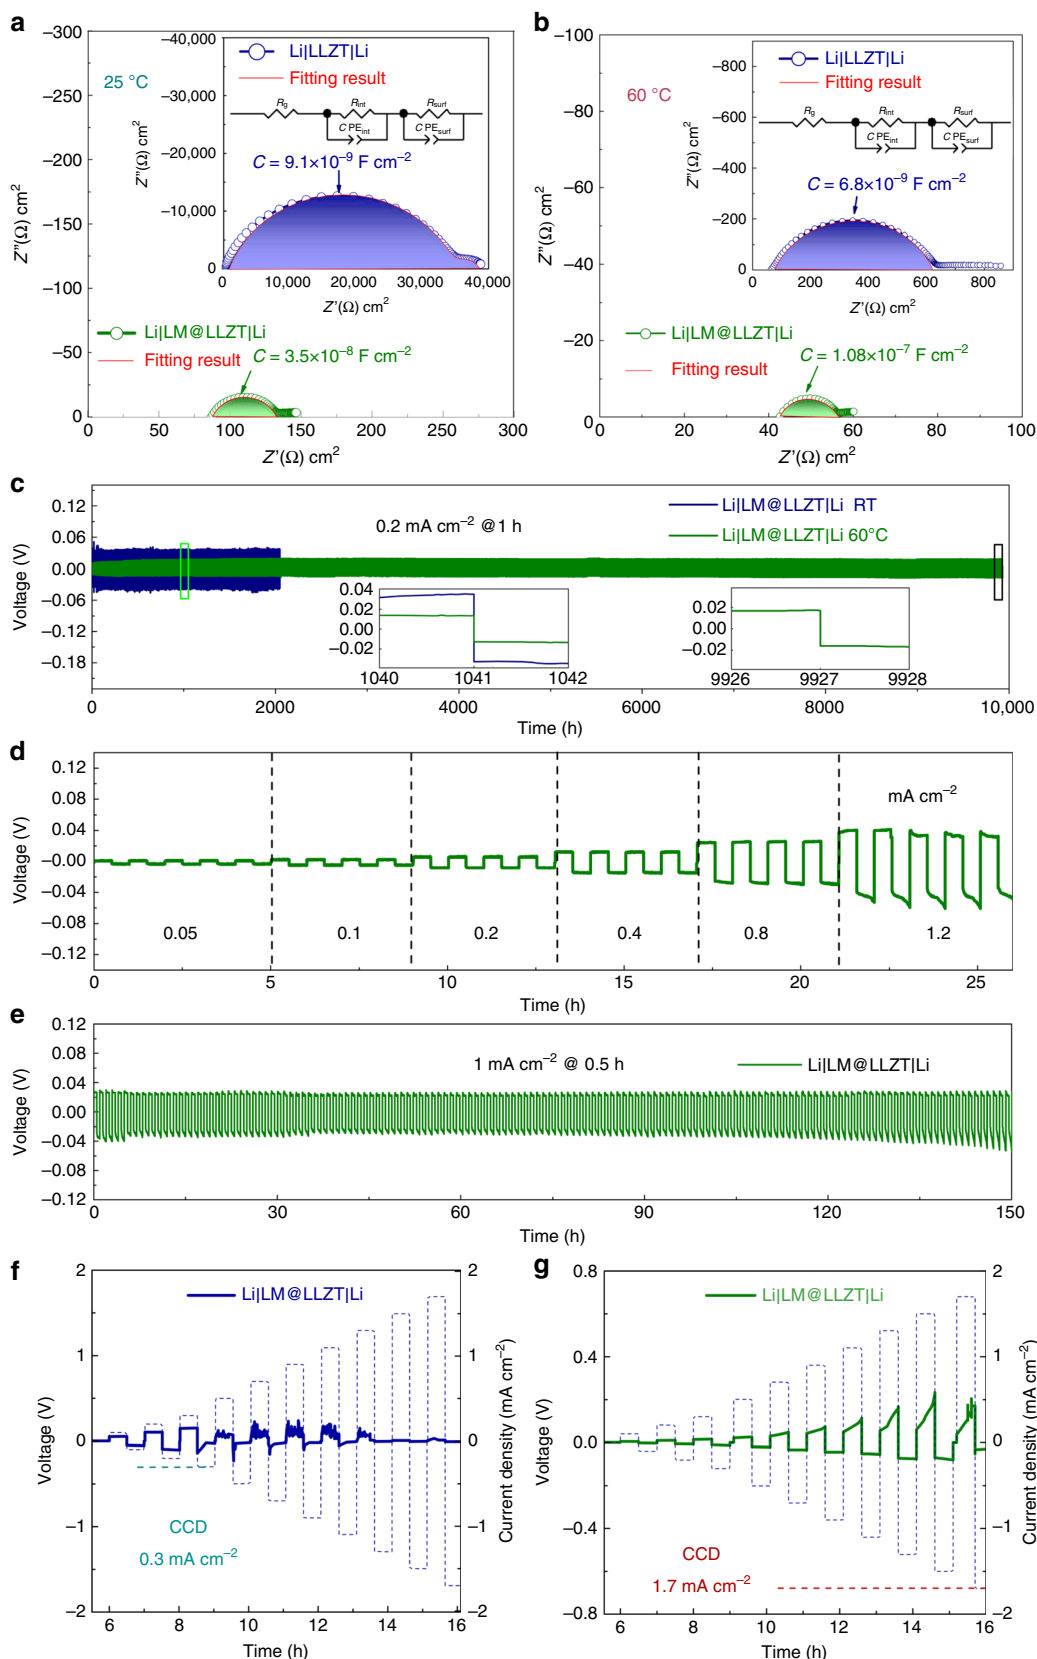 a
25 °C
Z″(Ω) cm²
–300
–250
–200
–175
–150
–125
–100
–50
0
0 50 100 150 200 250 300
Z'(Ω) cm²
Li|LLZT|Li
Fitting result
R_g R_int R_surf
C PE_int C PE_surf
C = 9.1×10⁻⁹ F cm⁻²
Z″(Ω) cm²
–40,000
–30,000
–20,000
–10,000
0
0 10,000 20,000 30,000 40,000
Z'(Ω) cm²
Li|LM@LLZT|Li
Fitting result
C = 3.5×10⁻⁸ F cm⁻²
b
60 °C
Z″(Ω) cm²
–100
–80
–60
–40
–20
0
0 20 40 60 80 100
Z'(Ω) cm²
Li|LLZT|Li
Fitting result
R_g R_int R_surf
C PE_int C PE_surf
C = 6.8×10⁻⁹ F cm⁻²
Z″(Ω) cm²
–800
–600
–400
–200
0
0 200 400 600 800
Z'(Ω) cm²
Li|LM@LLZT|Li
Fitting result
C = 1.08×10⁻⁷ F cm⁻²
c
Voltage (V)
0.12
0.06
0.00
–0.06
–0.12
–0.18
0.2 mA cm⁻² @1 h
Li|LM@LLZT|Li RT
Li|LM@LLZT|Li 60°C
0.04
0.02
0.00
–0.02
1040 1041 1042
0.02
0.00
–0.02
9926 9927 9928
0 2000 4000 6000 8000 10,000
Time (h)
d
Voltage (V)
0.12
0.08
0.04
–0.00
–0.04
–0.08
–0.12
mA cm⁻²
0.05 0.1 0.2 0.4 0.8 1.2
0 5 10 15 20 25
Time (h)
e
Voltage (V)
0.12
0.08
0.04
0.00
–0.04
–0.08
–0.12
1 mA cm⁻² @ 0.5 h
Li|LM@LLZT|Li
0 30 60 90 120 150
Time (h)
f
Voltage (V)
2
1
0
–1
–2
Li|LM@LLZT|Li
CCD
0.3 mA cm⁻²
6 8 10 12 14 16
Time (h)
2
1
0
–1
–2
Current density (mA cm⁻²)
g
Voltage (V)
0.8
0.4
0.0
–0.4
–0.8
Li|LM@LLZT|Li
CCD
1.7 mA cm⁻²
6 8 10 12 14 16
Time (h)
2
1
0
–1
–2
Current density (mA cm⁻²)